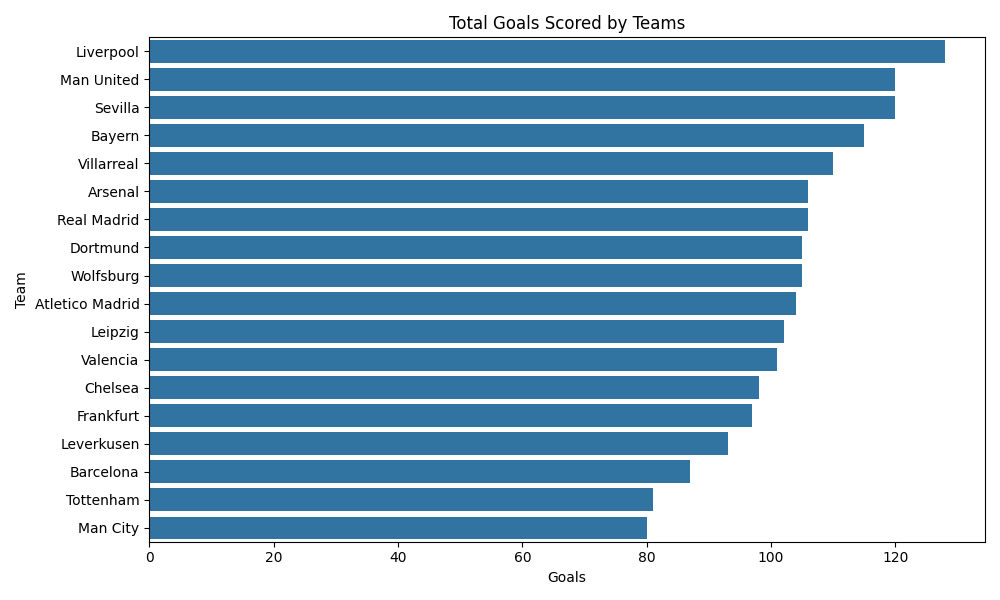 Total Goals Scored by Teams
Team
Liverpool
Man United
Sevilla
Bayern
Villarreal
Arsenal
Real Madrid
Dortmund
Wolfsburg
Atletico Madrid
Leipzig
Valencia
Chelsea
Frankfurt
Leverkusen
Barcelona
Tottenham
Man City
0 20 40 60 80 100 120
Goals